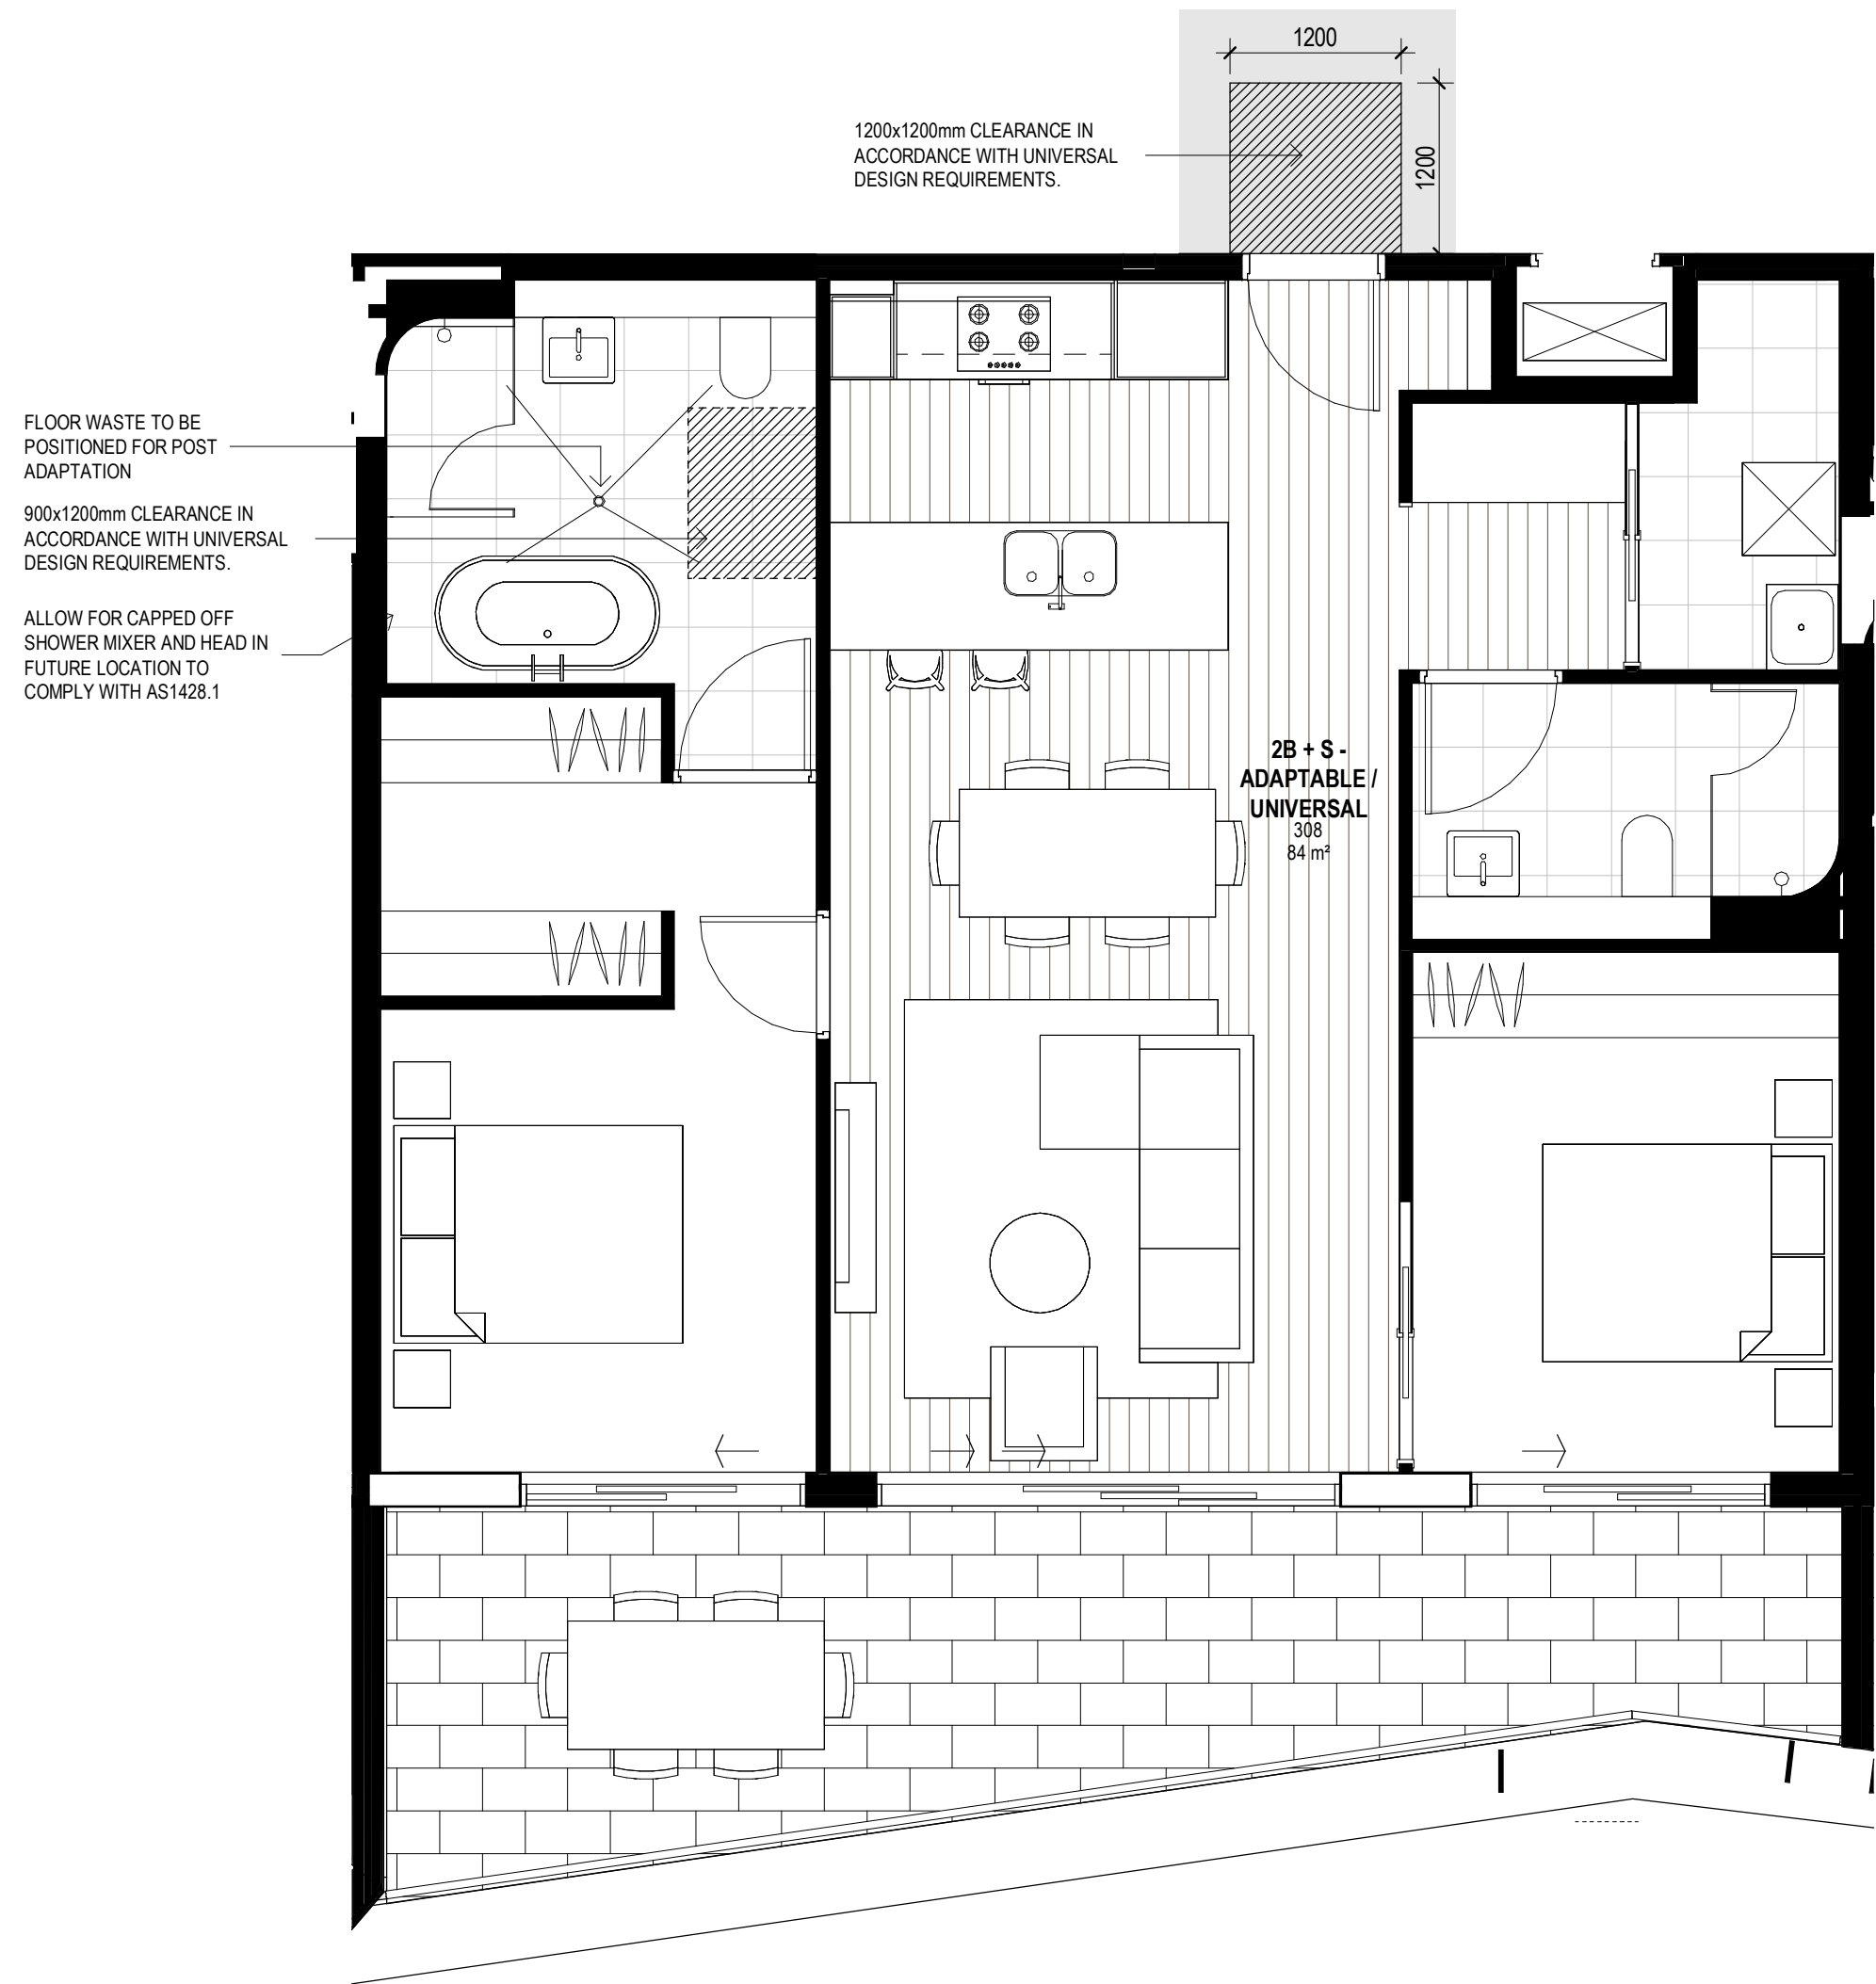 1200
1200
1200x1200mm CLEARANCE IN
ACCORDANCE WITH UNIVERSAL
DESIGN REQUIREMENTS.
FLOOR WASTE TO BE
POSITIONED FOR POST
ADAPTATION
900x1200mm CLEARANCE IN
ACCORDANCE WITH UNIVERSAL
DESIGN REQUIREMENTS.
ALLOW FOR CAPPED OFF
SHOWER MIXER AND HEAD IN
FUTURE LOCATION TO
COMPLY WITH AS1428.1
2B + S -
ADAPTABLE /
UNIVERSAL
308
84 m²